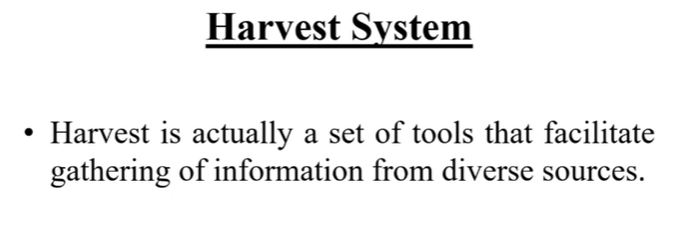 Harvest System
• Harvest is actually a set of tools that facilitate
gathering of information from diverse sources.